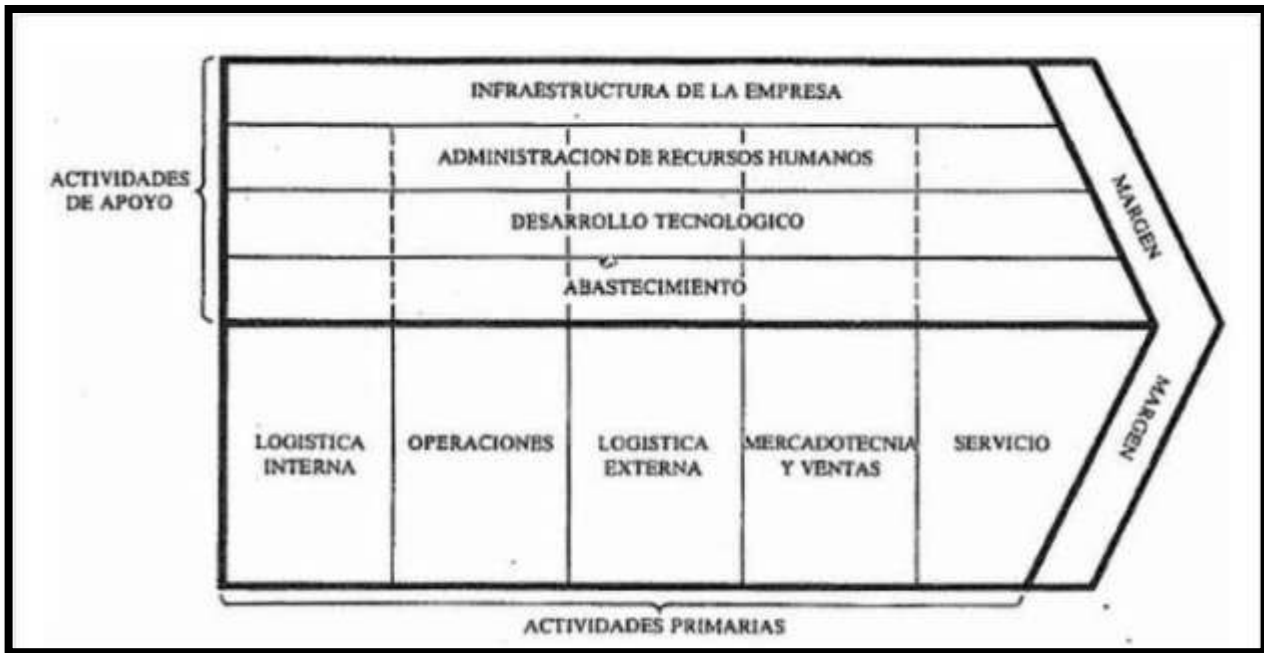 INFRAESTRUCTURA DE LA EMPRESA
ADMINISTRACION DE RECURSOS HUMANOS
ACTIVIDADES
DE APOYO
DESARROLLO TECNOLOGICO
ABASTECIMIENTO
MARGEN
LOGISTICA
INTERNA
OPERACIONES
LOGISTICA
EXTERNA
MERCADOTECNIA
Y VENTAS
SERVICIO
MARGEN
ACTIVIDADES PRIMARIAS